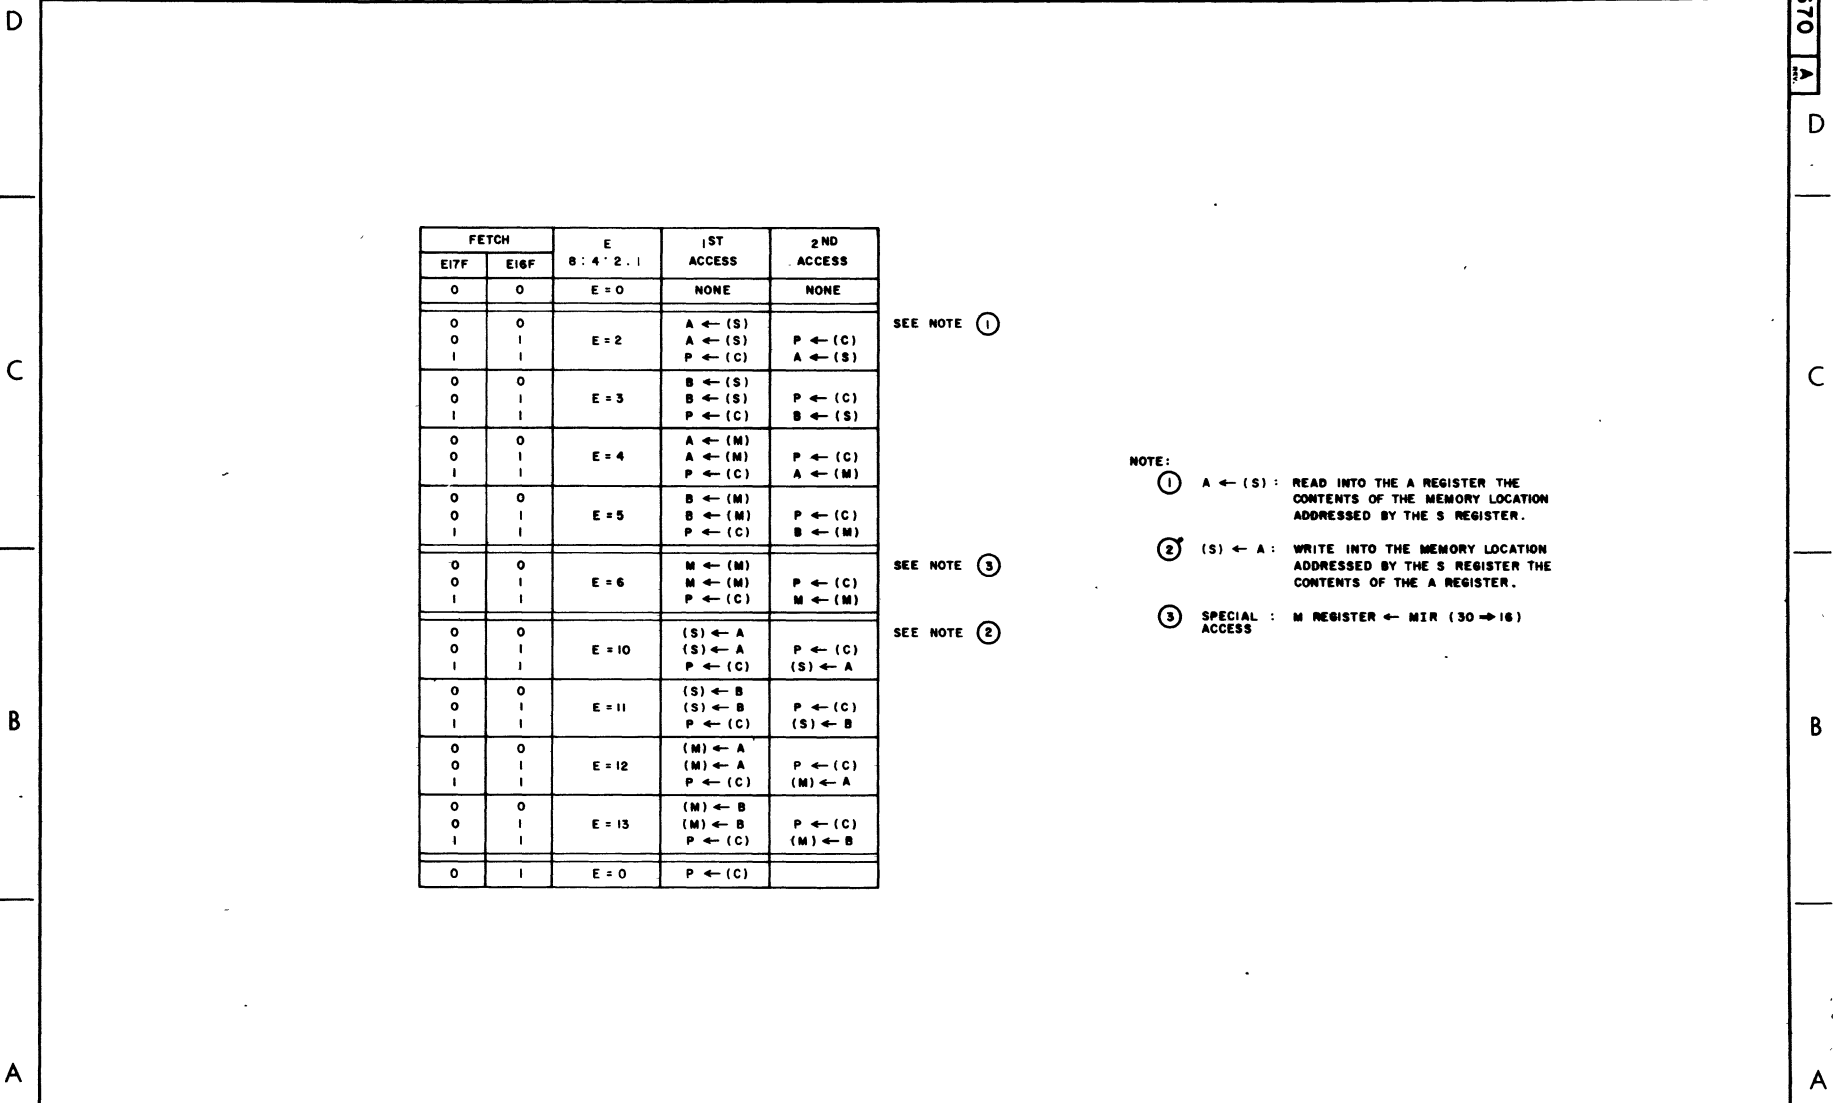 D
670 A
REV.
D
FETCH E 1ST 2ND
E17F E16F 8:4·2.1 ACCESS ACCESS
0 0 E = 0 NONE NONE
0 0 A ← (S) SEE NOTE 1
0 1 E = 2 A ← (S) P ← (C)
1 1 P ← (C) A ← (S)
0 0 B ← (S)
0 1 E = 3 B ← (S) P ← (C)
1 1 P ← (C) B ← (S)
0 0 A ← (M)
0 1 E = 4 A ← (M) P ← (C)
1 1 P ← (C) A ← (M)
0 0 B ← (M)
0 1 E = 5 B ← (M) P ← (C)
1 1 P ← (C) B ← (M)
0 0 M ← (M) SEE NOTE 3
0 1 E = 6 M ← (M) P ← (C)
1 1 P ← (C) M ← (M)
0 0 (S) ← A SEE NOTE 2
0 1 E = 10 (S) ← A P ← (C)
1 1 P ← (C) (S) ← A
0 0 (S) ← B
0 1 E = 11 (S) ← B P ← (C)
1 1 P ← (C) (S) ← B
0 0 (M) ← A
0 1 E = 12 (M) ← A P ← (C)
1 1 P ← (C) (M) ← A
0 0 (M) ← B
0 1 E = 13 (M) ← B P ← (C)
1 1 P ← (C) (M) ← B
0 1 E = 0 P ← (C)
NOTE:
1 A ← (S) : READ INTO THE A REGISTER THE
CONTENTS OF THE MEMORY LOCATION
ADDRESSED BY THE S REGISTER.
2 (S) ← A : WRITE INTO THE MEMORY LOCATION
ADDRESSED BY THE S REGISTER THE
CONTENTS OF THE A REGISTER.
3 SPECIAL : M REGISTER ← MIR (30 → 16)
ACCESS
C
C
B
B
A
A